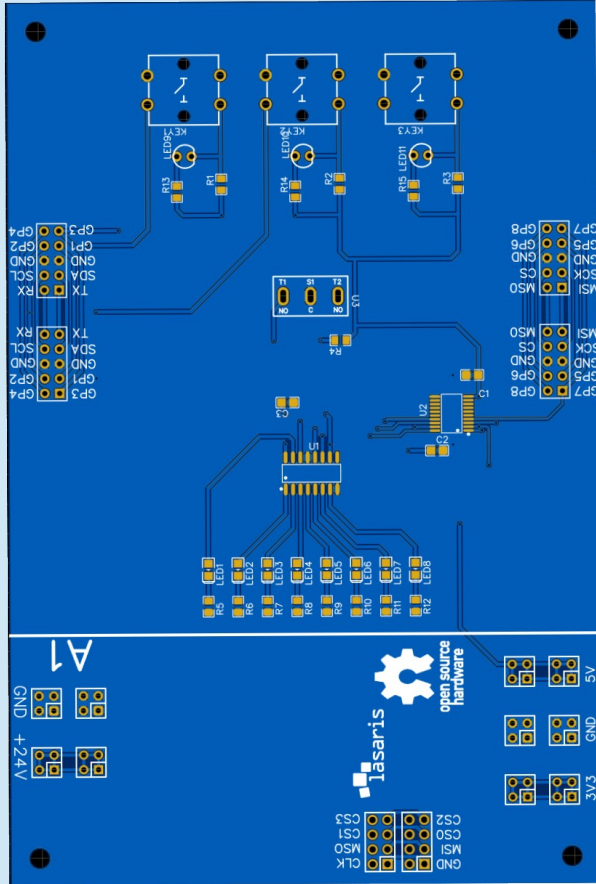 KEY1
KEY2
KEY3
LED9
LED10
LED11
R13
R1
R14
R2
R15
R3
GP4
GP2
GND
SCL
RX
GP3
GP1
GND
SDA
TX
RX
SCL
GND
GP2
GP4
TX
SDA
GND
GP1
GP3
GP8
GP6
GND
CS
MSO
GP7
GP5
GND
SCK
MSI
MSO
CS
GND
GP6
GP8
MSI
SCK
GND
GP5
GP7
T1
S1
T2
NO
C
NO
U3
R4
C3
C1
U2
C2
U1
LED1
LED2
LED3
LED4
LED5
LED6
LED7
LED8
R5
R6
R7
R8
R9
R10
R11
R12
A1
GND
+24V
open source
hardware
lasaris
5V
GND
3V3
CS3
CS1
MSO
CLK
CS2
CS0
MSI
GND